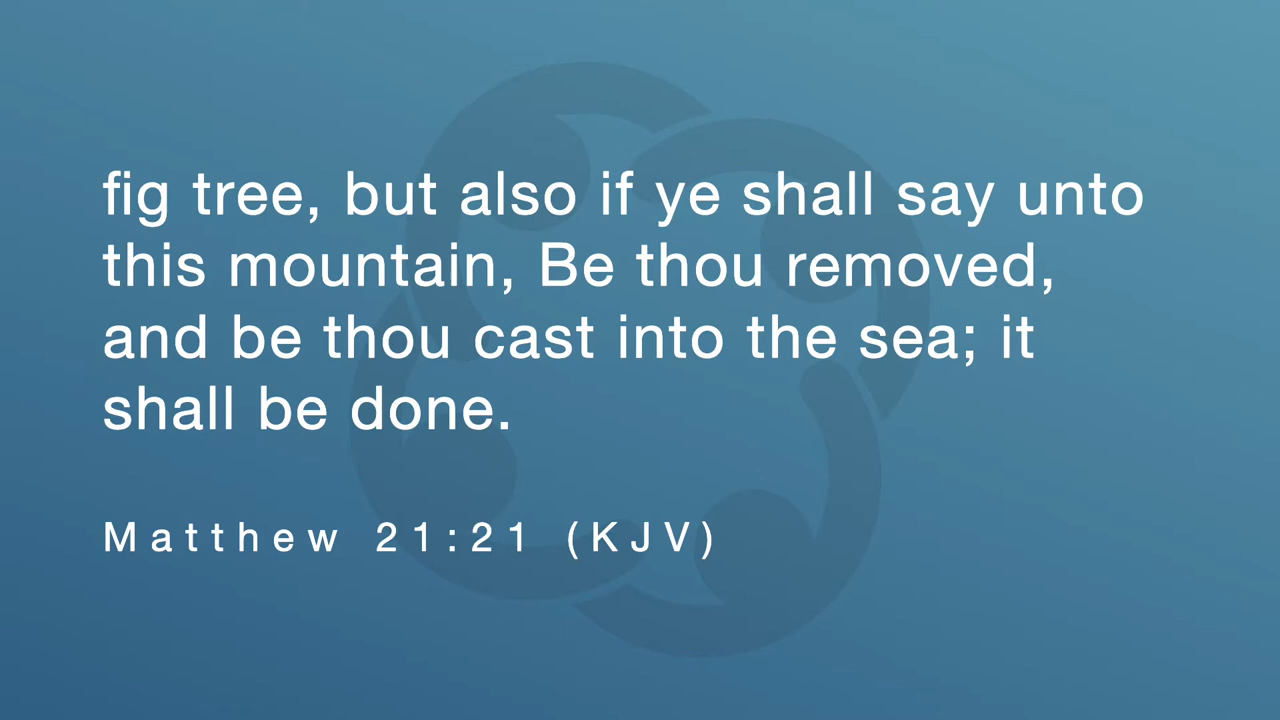 fig tree, but also if ye shall say unto
this mountain, Be thou removed,
and be thou cast into the sea; it
shall be done.
Matthew 21:21 (KJV)